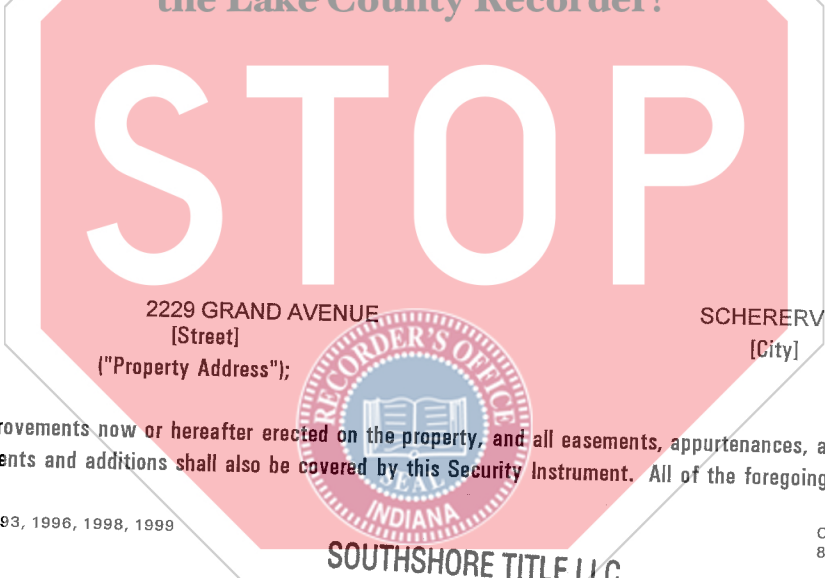 the Lake County Recorder!
STOP
2229 GRAND AVENUE SCHERERV
[Street] [City]
("Property Address");
RECORDER'S OFFICE
SEAL
INDIANA
rovements now or hereafter erected on the property, and all easements, appurtenances, a
ents and additions shall also be covered by this Security Instrument. All of the foregoing
93, 1996, 1998, 1999
8
SOUTHSHORE TITLE LLC